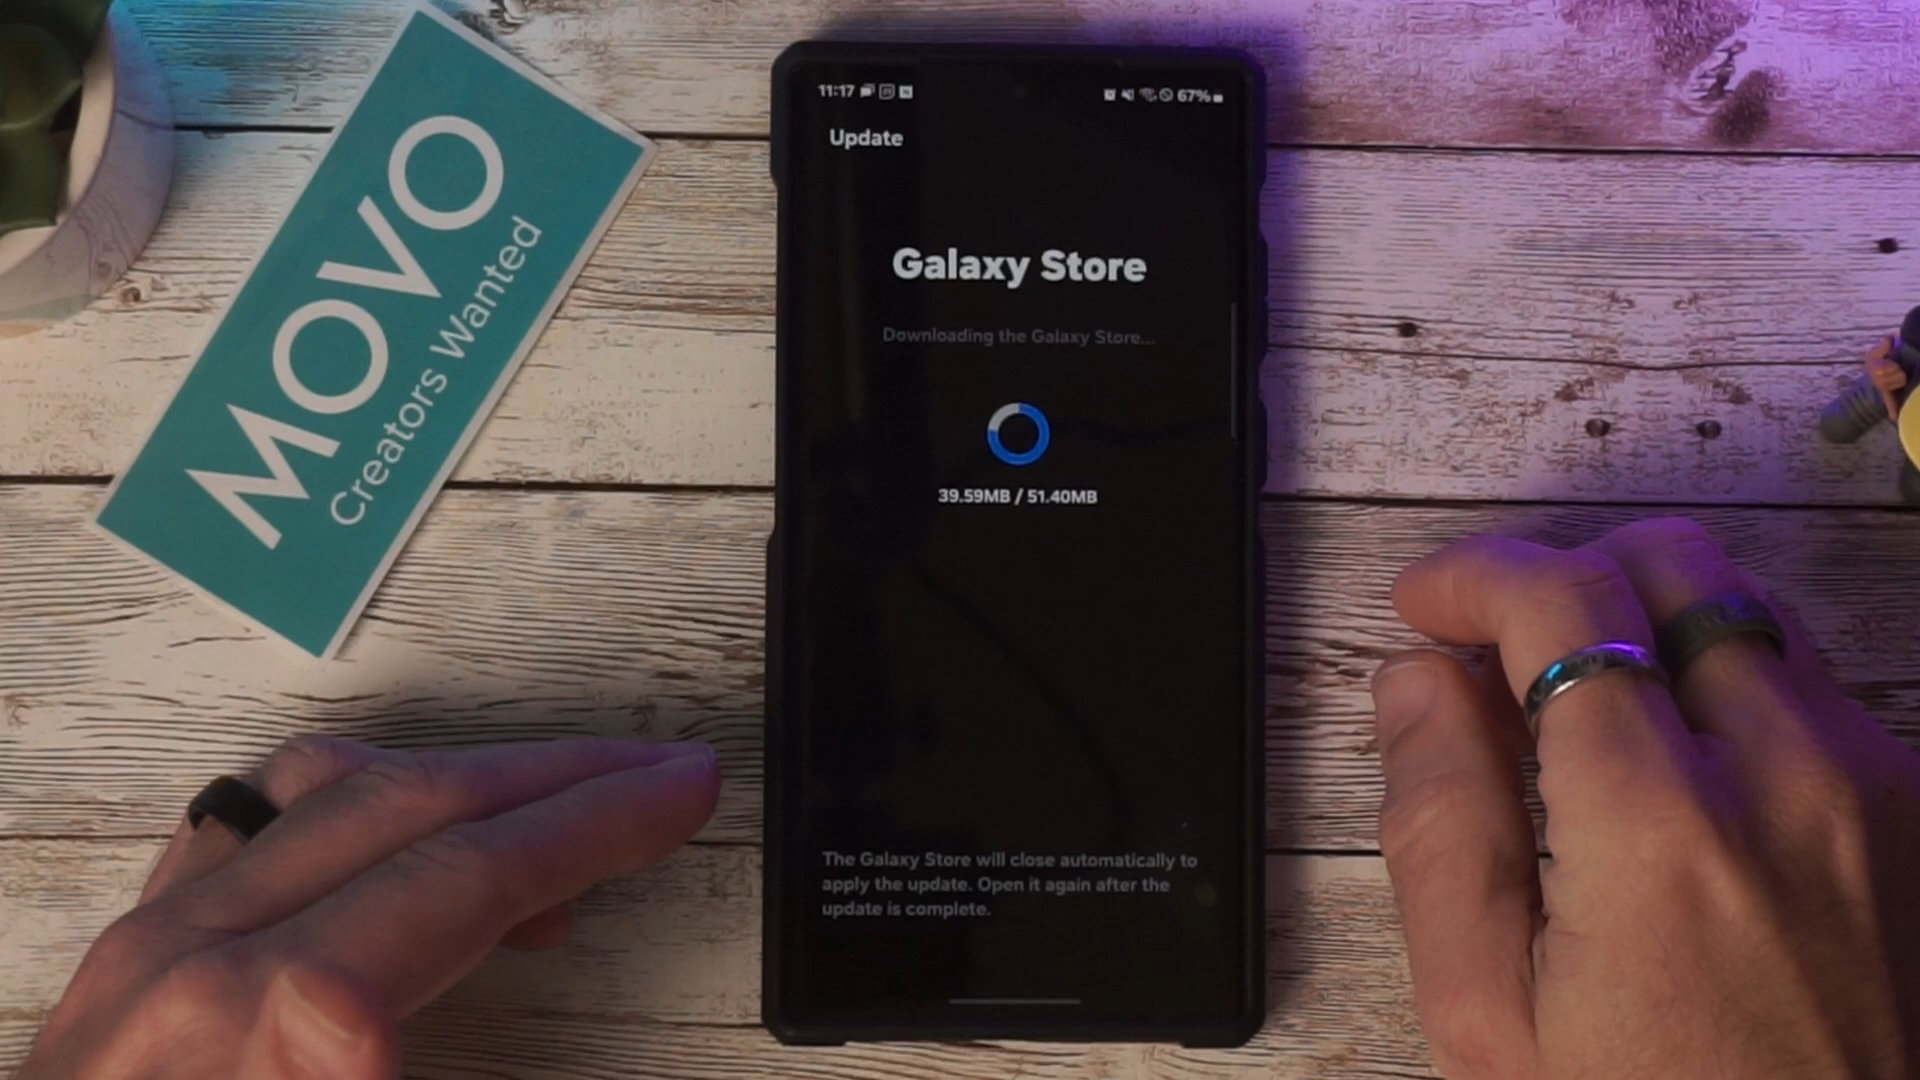 MOVO
Creators Wanted
11:17
67%
Update
Galaxy Store
Downloading the Galaxy Store...
39.59MB / 51.40MB
The Galaxy Store will close automatically to
apply the update. Open it again after the
update is complete.